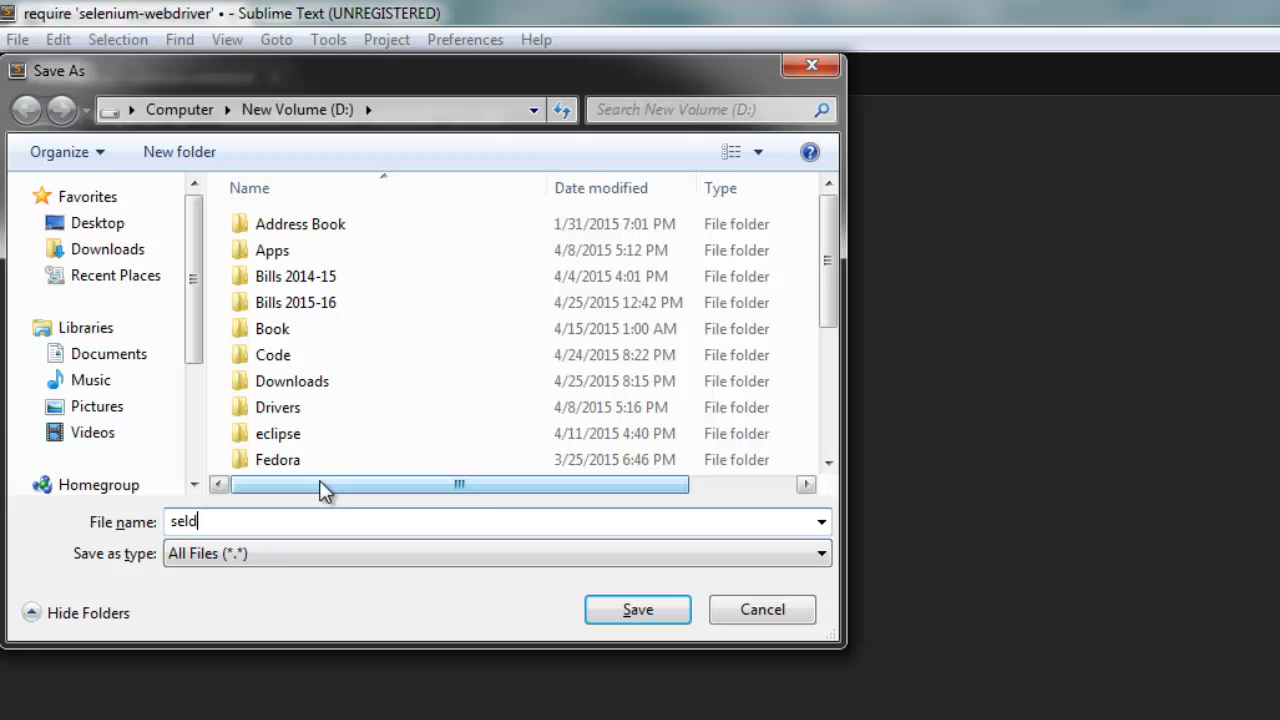 require 'selenium-webdriver' • - Sublime Text (UNREGISTERED)
File Edit Selection Find View Goto Tools Project Preferences Help
Save As
Computer New Volume (D:) Search New Volume (D:)
Organize New folder
Name Date modified Type
Favorites
Desktop
Downloads
Recent Places
Libraries
Documents
Music
Pictures
Videos
Homegroup
Address Book 1/31/2015 7:01 PM File folder
Apps 4/8/2015 5:12 PM File folder
Bills 2014-15 4/4/2015 4:01 PM File folder
Bills 2015-16 4/25/2015 12:42 PM File folder
Book 4/15/2015 1:00 AM File folder
Code 4/24/2015 8:22 PM File folder
Downloads 4/25/2015 8:15 PM File folder
Drivers 4/8/2015 5:16 PM File folder
eclipse 4/11/2015 4:40 PM File folder
Fedora 3/25/2015 6:46 PM File folder
File name: seld
Save as type: All Files (*.*)
Hide Folders Save Cancel